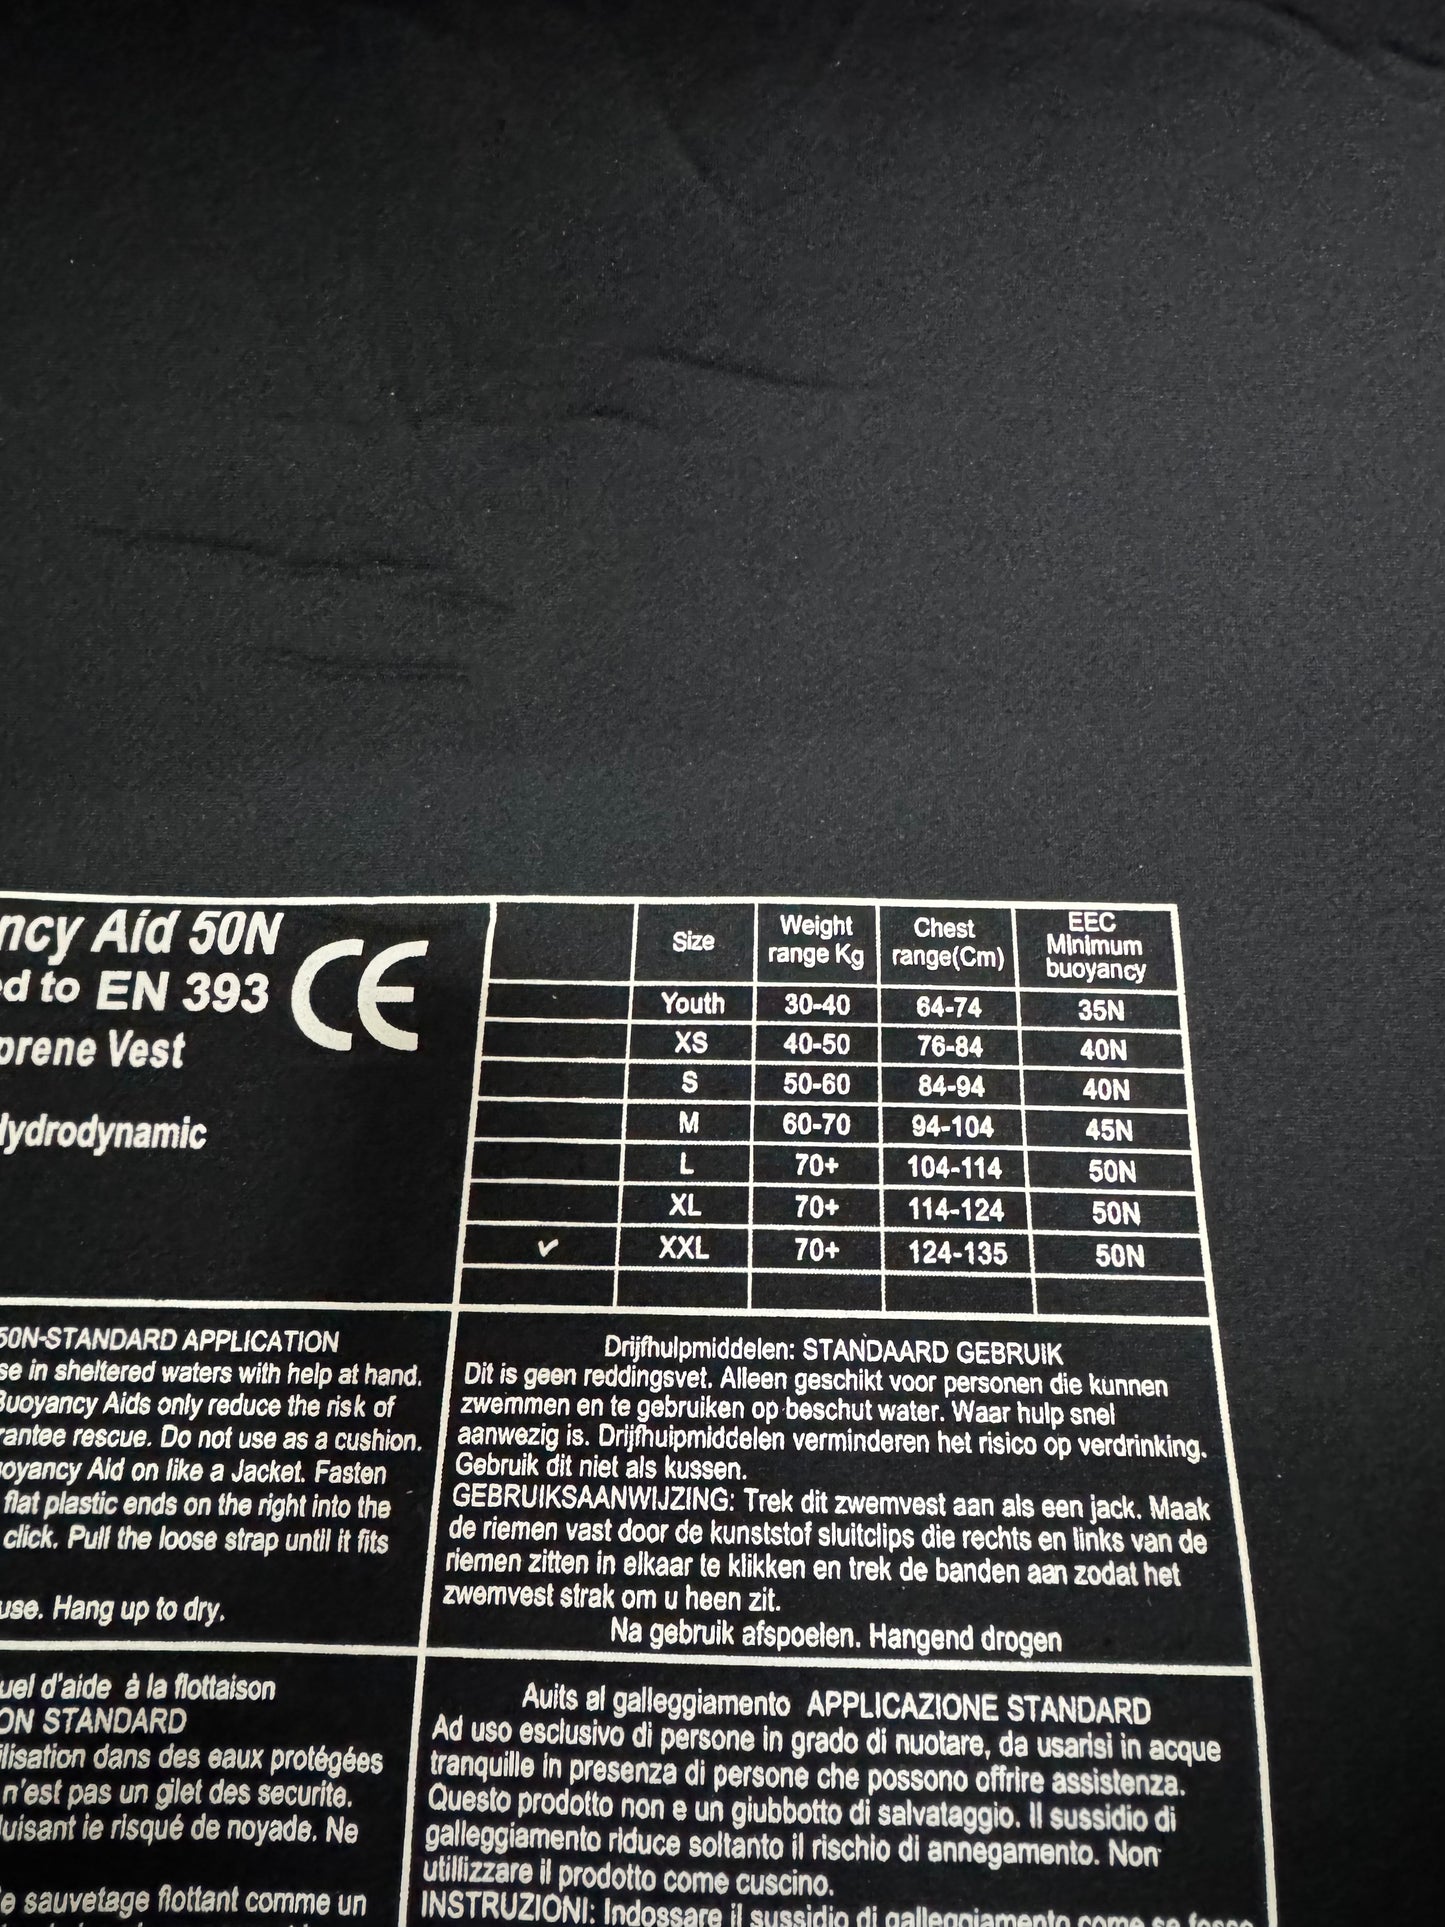 Aid 50N
to EN 393
CE
Vest
Size Weight range Kg Chest range(Cm) EEC Minimum buoyancy
Youth 30-40 64-74 35N
XS 40-50 76-84 40N
S 50-60 84-94 40N
M 60-70 94-104 45N
L 70+ 104-114 50N
XL 70+ 114-124 50N
✓ XXL 70+ 124-135 50N
50N-STANDARD APPLICATION
in sheltered waters with help at hand.
Buoyancy Aids only reduce the risk of
rescue. Do not use as a cushion.
Aid on like a Jacket. Fasten
flat plastic ends on the right into the
click. Pull the loose strap until it fits
use. Hang up to dry.
Drijfhulpmiddelen: STANDAARD GEBRUIK
Dit is geen reddingsvet. Alleen geschikt voor personen die kunnen
zwemmen en te gebruiken op beschut water. Waar hulp snel
aanwezig is. Drijfhuipmiddelen verminderen het risico op verdrinking.
Gebruik dit niet als kussen.
GEBRUIKSAANWIJZING: Trek dit zwemvest aan als een jack. Maak
de riemen vast door de kunststof sluitclips die rechts en links van de
riemen zitten in elkaar te klikken en trek de banden aan zodat het
zwemvest strak om u heen zit.
Na gebruik afspoelen. Hangend drogen
d'aide à la flottaison
STANDARD
dans des eaux protégées
n'est pas un gilet des securite.
ie risqué de noyade. Ne
sauvetage flottant comme un
Auits al galleggiamento APPLICAZIONE STANDARD
Ad uso esclusivo di persone in grado di nuotare, da usarisi in acque
tranquille in presenza di persone che possono offrire assistenza.
Questo prodotto non e un giubbotto di salvataggio. Il sussidio di
galleggiamento riduce soltanto il rischio di annegamento. Non
utillizzare il prodotto come cuscino.
INSTRUZIONI: Indossare il sussidio di galleggiamento come se